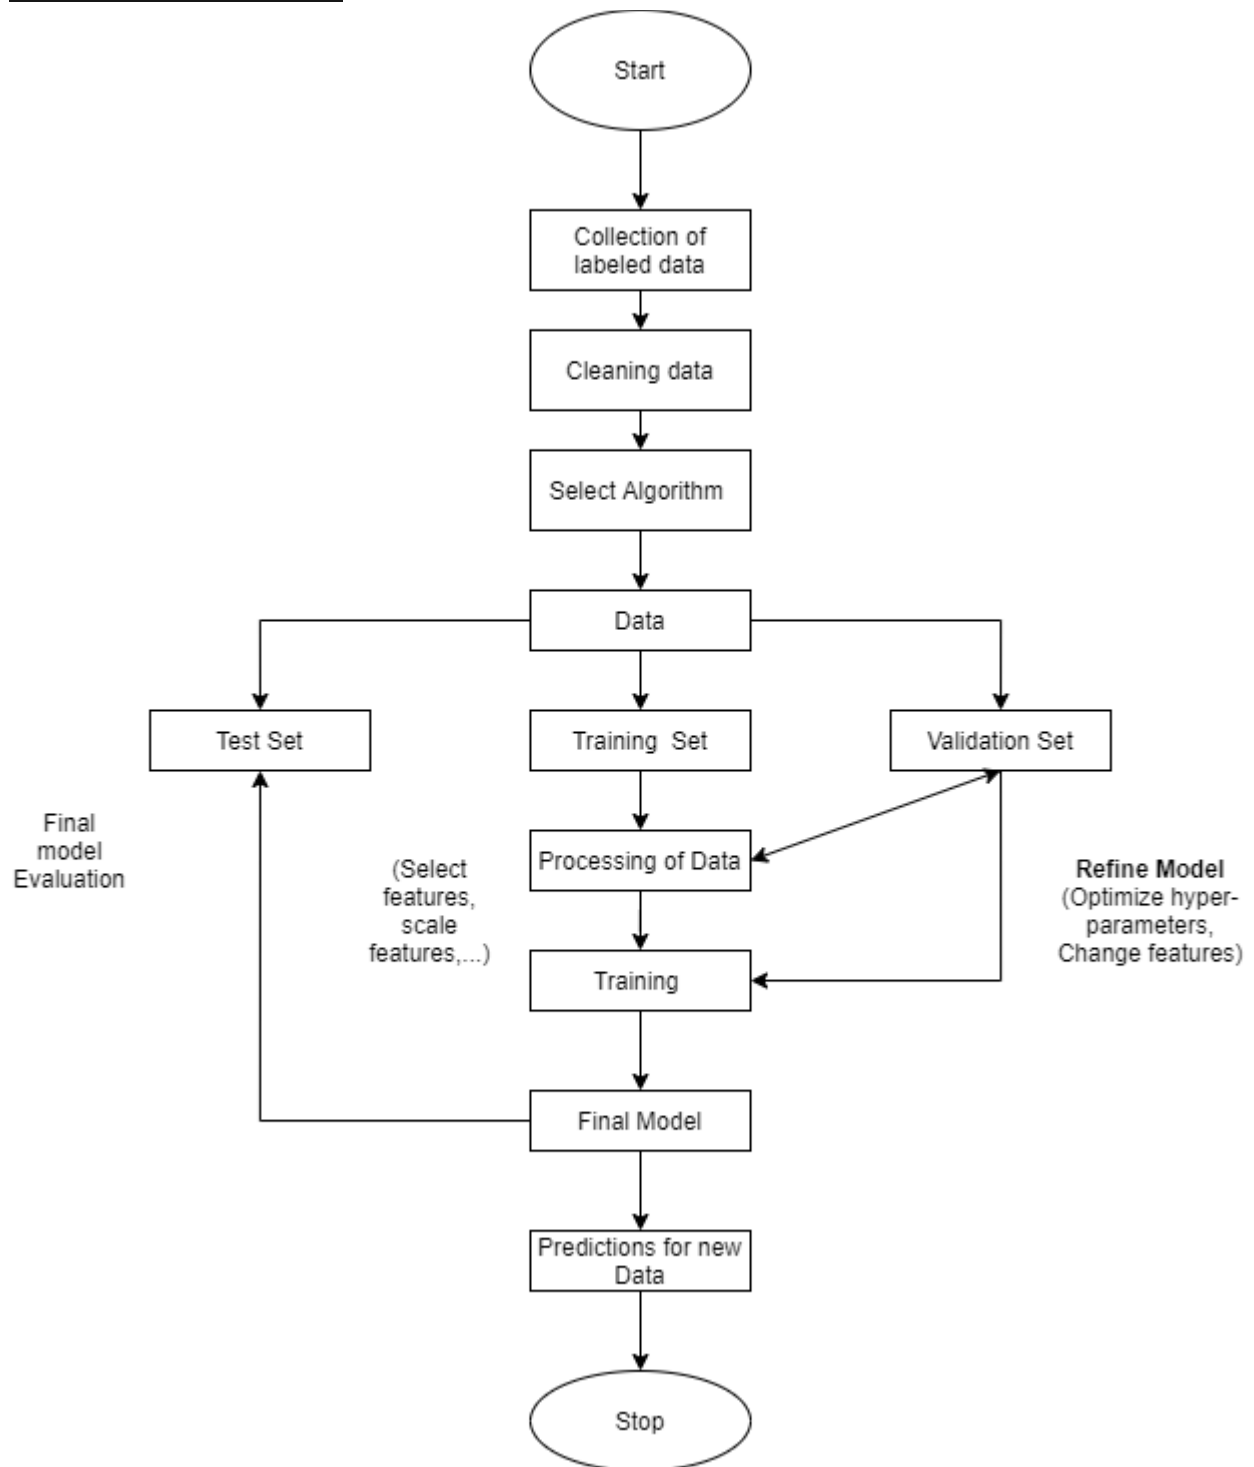 Start
Collection of
labeled data
Cleaning data
Select Algorithm
Data
Test Set
Training  Set
Validation Set
Final
model
Evaluation
(Select
features,
scale
features,...)
Processing of Data
Refine Model
(Optimize hyper-
parameters,
Change features)
Training
Final Model
Predictions for new
Data
Stop